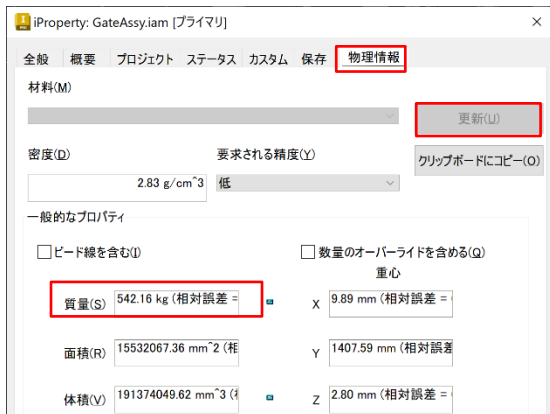 iProperty: GateAssy.iam [プライマリ]
全般 概要 プロジェクト ステータス カスタム 保存 物理情報
材料(M)
更新(U)
密度(D) 要求される精度(Y)
クリップボードにコピー(O)
2.83 g/cm^3 低
一般的なプロパティ
ビード線を含む(I) 数量のオーバーライドを含める(Q)
重心
質量(S) 542.16 kg (相対誤差 = X 9.89 mm (相対誤差 =
面積(R) 15532067.36 mm^2 (相 Y 1407.59 mm (相対誤差
体積(V) 191374049.62 mm^3 ( Z 2.80 mm (相対誤差 =